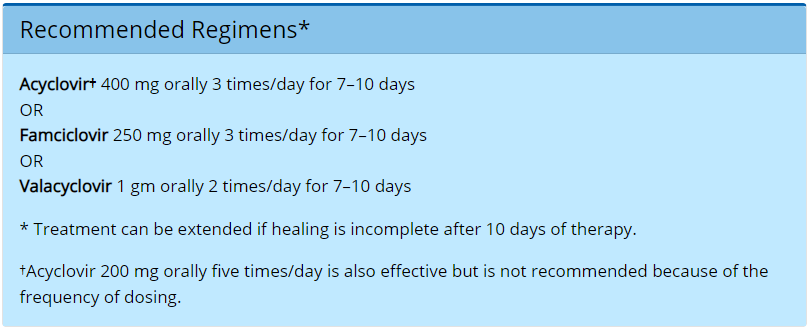 Recommended Regimens*
Acyclovir† 400 mg orally 3 times/day for 7–10 days
OR
Famciclovir 250 mg orally 3 times/day for 7–10 days
OR
Valacyclovir 1 gm orally 2 times/day for 7–10 days
* Treatment can be extended if healing is incomplete after 10 days of therapy.
†Acyclovir 200 mg orally five times/day is also effective but is not recommended because of the
frequency of dosing.